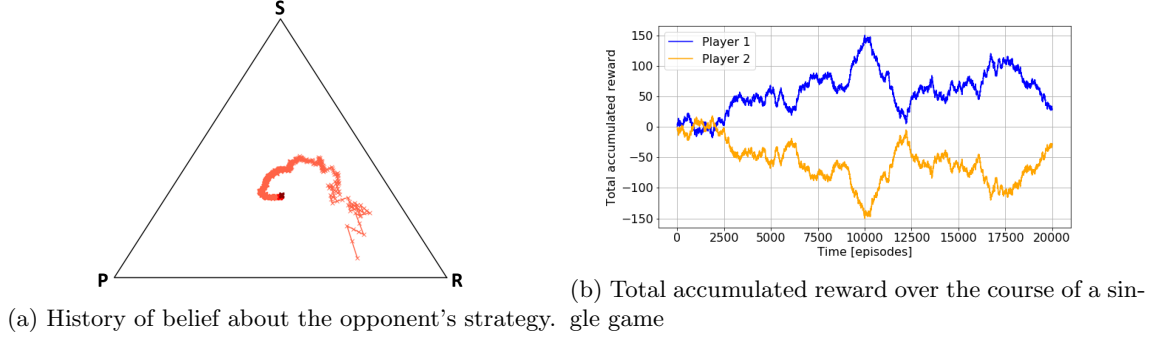 S
P
R
(a) History of belief about the opponent's strategy.
Total accumulated reward
150
100
50
0
−50
−100
−150
Player 1
Player 2
0 2500 5000 7500 10000 12500 15000 17500 20000
Time [episodes]
(b) Total accumulated reward over the course of a sin-
gle game